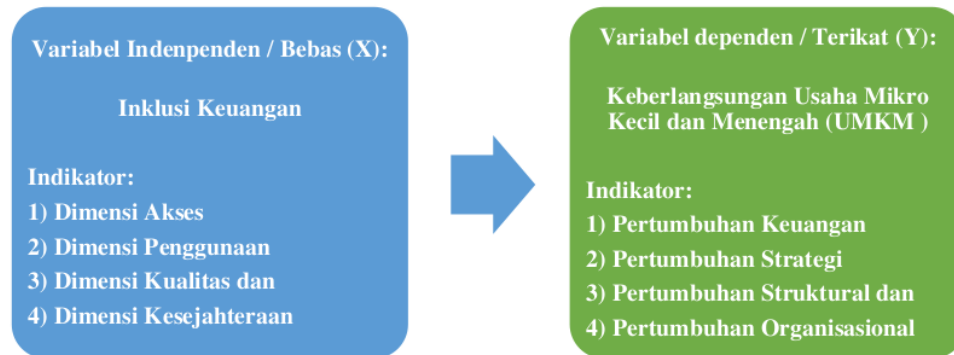 Variabel Indenpenden / Bebas (X):
Inklusi Keuangan
Indikator:
1) Dimensi Akses
2) Dimensi Penggunaan
3) Dimensi Kualitas dan
4) Dimensi Kesejahteraan
Variabel dependen / Terikat (Y):
Keberlangsungan Usaha Mikro
Kecil dan Menengah (UMKM )
Indikator:
1) Pertumbuhan Keuangan
2) Pertumbuhan Strategi
3) Pertumbuhan Struktural dan
4) Pertumbuhan Organisasional